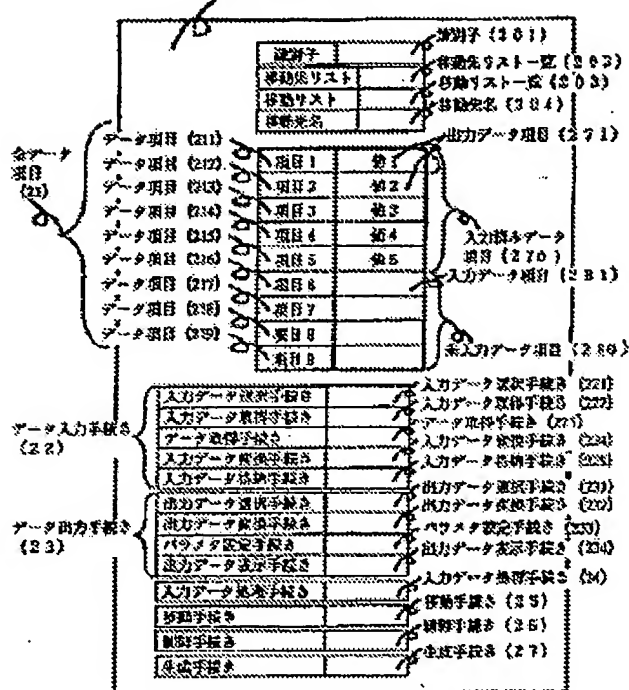 識別子 (201)
識別子
移動先リスト一覧 (202)
移動先リスト
移動リスト一覧 (203)
移動リスト
移動先名 (204)
移動先名
出力データ項目 (271)
全データ
項目
(21)
データ項目 (211)
データ項目 (212)
データ項目 (213)
データ項目 (214)
データ項目 (215)
データ項目 (216)
データ項目 (217)
データ項目 (218)
データ項目 (219)
項目1 値1
項目2 値2
項目3 値3
項目4 値4
項目5 値5
項目6
項目7
項目8
項目9
入力済みデータ
項目 (270)
入力データ項目 (281)
未入力データ項目 (280)
データ入力手続き
(22)
入力データ選択手続き
入力データ取得手続き
データ取得手続き
入力データ変換手続き
入力データ格納手続き
入力データ選択手続き (221)
入力データ取得手続き (222)
データ取得手続き (223)
入力データ変換手続き (224)
入力データ格納手続き (225)
データ出力手続き
(23)
出力データ選択手続き
出力データ変換手続き
パラメタ設定手続き
出力データ表示手続き
出力データ選択手続き (231)
出力データ変換手続き (232)
パラメタ設定手続き (233)
出力データ表示手続き (234)
入力データ処理手続き
入力データ処理手続き (24)
移動手続き
移動手続き (25)
制御手続き
制御手続き (26)
生成手続き
生成手続き (27)